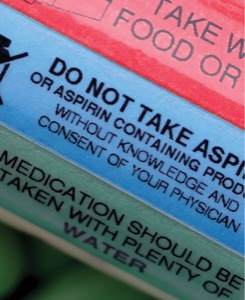 TAKE W
FOOD OR
DO NOT TAKE ASPI
OR ASPIRIN CONTAINING PROD
WITHOUT KNOWLEDGE AND
CONSENT OF YOUR PHYSICIAN
MEDICATION SHOULD BE
TAKEN WITH PLENTY OF
WATER